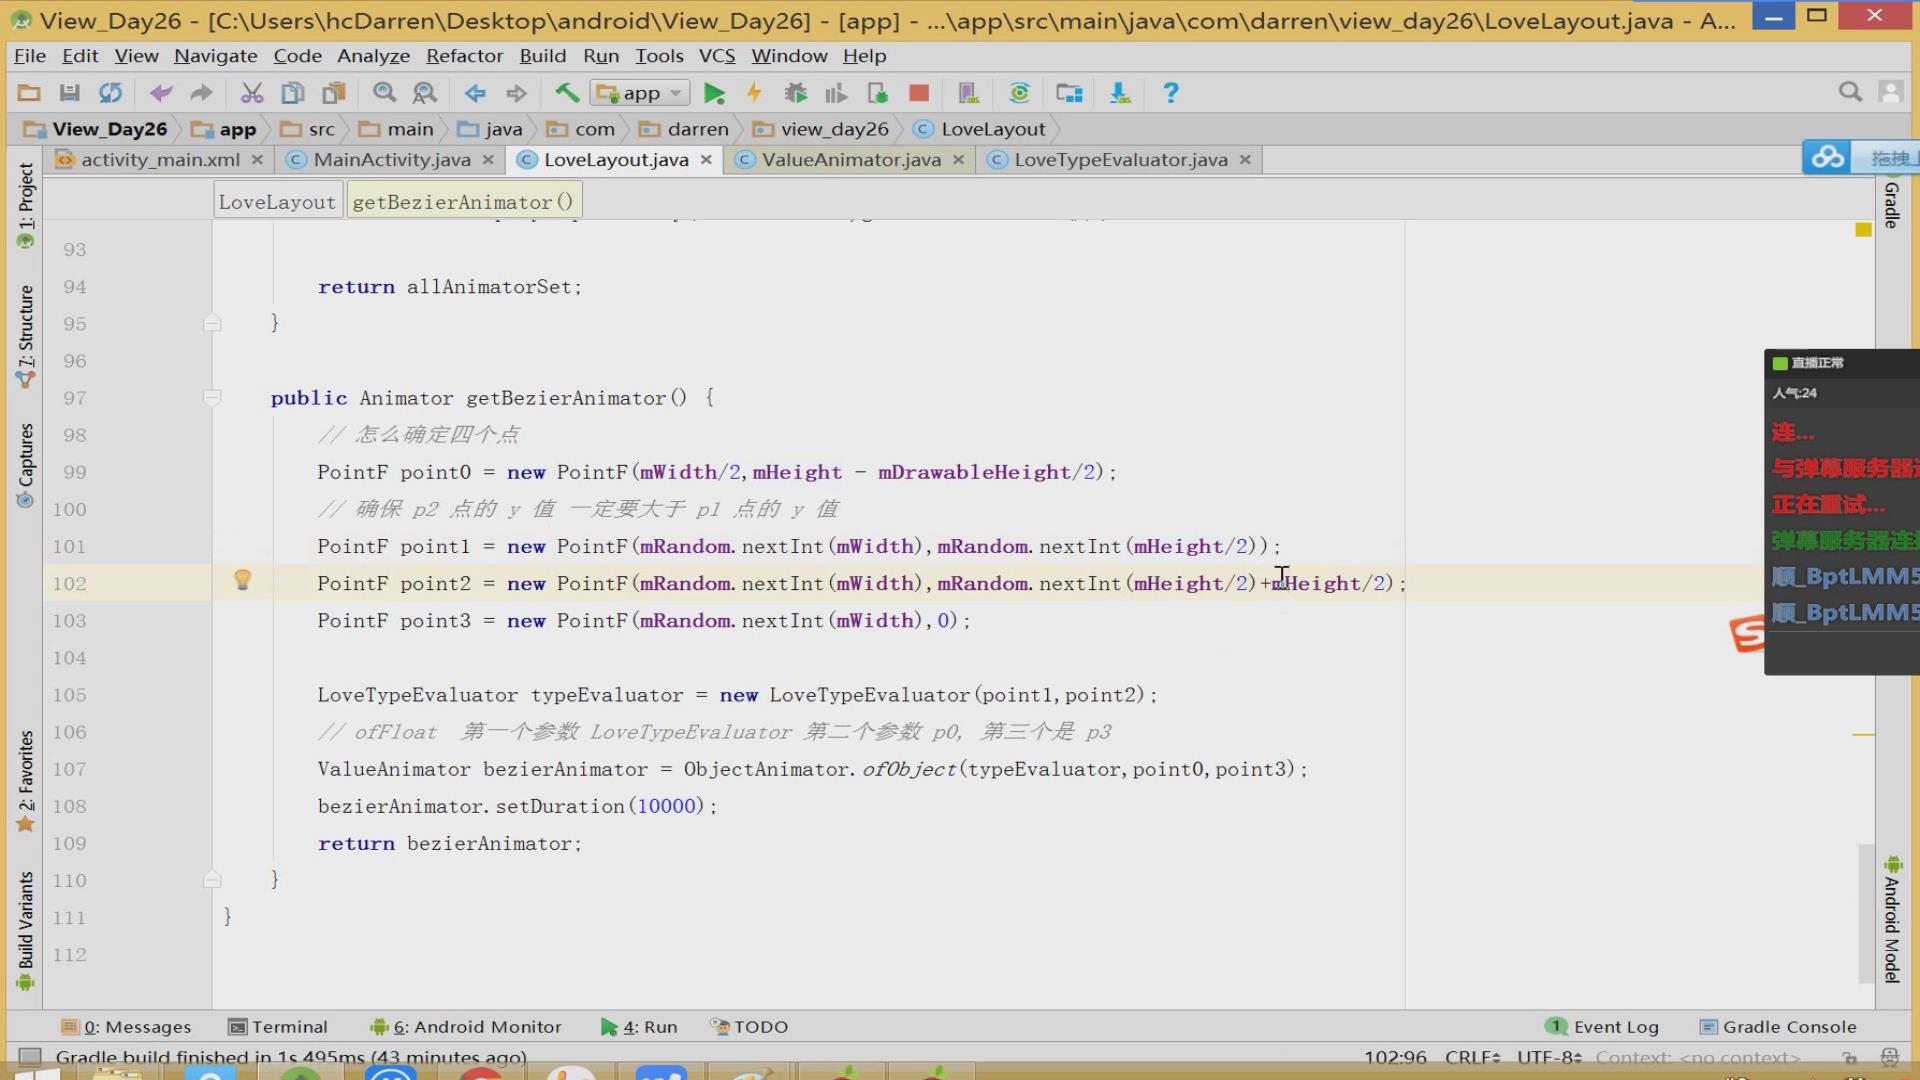 View_Day26 - [C:\Users\hcDarren\Desktop\android\View_Day26] - [app] - ...\app\src\main\java\com\darren\view_day26\LoveLayout.java - A...
File Edit View Navigate Code Analyze Refactor Build Run Tools VCS Window Help
app
View_Day26 app src main java com darren view_day26 LoveLayout
activity_main.xml MainActivity.java LoveLayout.java ValueAnimator.java LoveTypeEvaluator.java
拖拽上
LoveLayout getBezierAnimator()
1: Project
7: Structure
Captures
2: Favorites
Build Variants
Gradle
Android Model
93
94 return allAnimatorSet;
95 }
96
97 public Animator getBezierAnimator() {
98 // 怎么确定四个点
99 PointF point0 = new PointF(mWidth/2,mHeight - mDrawableHeight/2);
100 // 确保 p2 点的 y 值 一定要大于 p1 点的 y 值
101 PointF point1 = new PointF(mRandom.nextInt(mWidth),mRandom.nextInt(mHeight/2));
102 PointF point2 = new PointF(mRandom.nextInt(mWidth),mRandom.nextInt(mHeight/2)+mHeight/2);
103 PointF point3 = new PointF(mRandom.nextInt(mWidth),0);
104
105 LoveTypeEvaluator typeEvaluator = new LoveTypeEvaluator(point1,point2);
106 // ofFloat 第一个参数 LoveTypeEvaluator 第二个参数 p0, 第三个是 p3
107 ValueAnimator bezierAnimator = ObjectAnimator.ofObject(typeEvaluator,point0,point3);
108 bezierAnimator.setDuration(10000);
109 return bezierAnimator;
110 }
111 }
112
直播正常
人气:24
连...
与弹幕服务器连
正在重试...
弹幕服务器连
顺_BptLMM5
顺_BptLMM5
0: Messages Terminal 6: Android Monitor 4: Run TODO 1 Event Log Gradle Console
Gradle build finished in 1s 495ms (43 minutes ago) 102:96 CRLF UTF-8 Context: <no context>